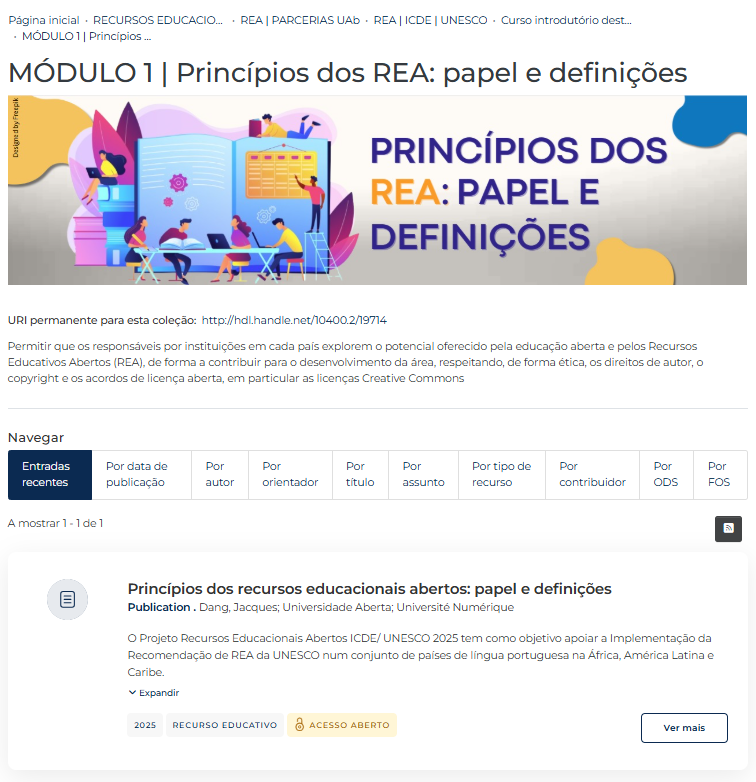 Página inicial • RECURSOS EDUCACIO... • REA | PARCERIAS UAb • REA | ICDE | UNESCO • Curso introdutório dest...
• MÓDULO 1 | Princípios ...
MÓDULO 1 | Princípios dos REA: papel e definições
Designed by Freepik
PRINCÍPIOS DOS
REA: PAPEL E
DEFINIÇÕES
URI permanente para esta coleção: http://hdl.handle.net/10400.2/19714
Permitir que os responsáveis por instituições em cada país explorem o potencial oferecido pela educação aberta e pelos Recursos
Educativos Abertos (REA), de forma a contribuir para o desenvolvimento da área, respeitando, de forma ética, os direitos de autor, o
copyright e os acordos de licença aberta, em particular as licenças Creative Commons
Navegar
Entradas recentes
Por data de publicação
Por autor
Por orientador
Por título
Por assunto
Por tipo de recurso
Por contribuidor
Por ODS
Por FOS
A mostrar 1 - 1 de 1
Princípios dos recursos educacionais abertos: papel e definições
Publication . Dang, Jacques; Universidade Aberta; Université Numérique
O Projeto Recursos Educacionais Abertos ICDE/ UNESCO 2025 tem como objetivo apoiar a Implementação da
Recomendação de REA da UNESCO num conjunto de países de língua portuguesa na África, América Latina e
Caribe.
Expandir
2025 RECURSO EDUCATIVO ACESSO ABERTO
Ver mais